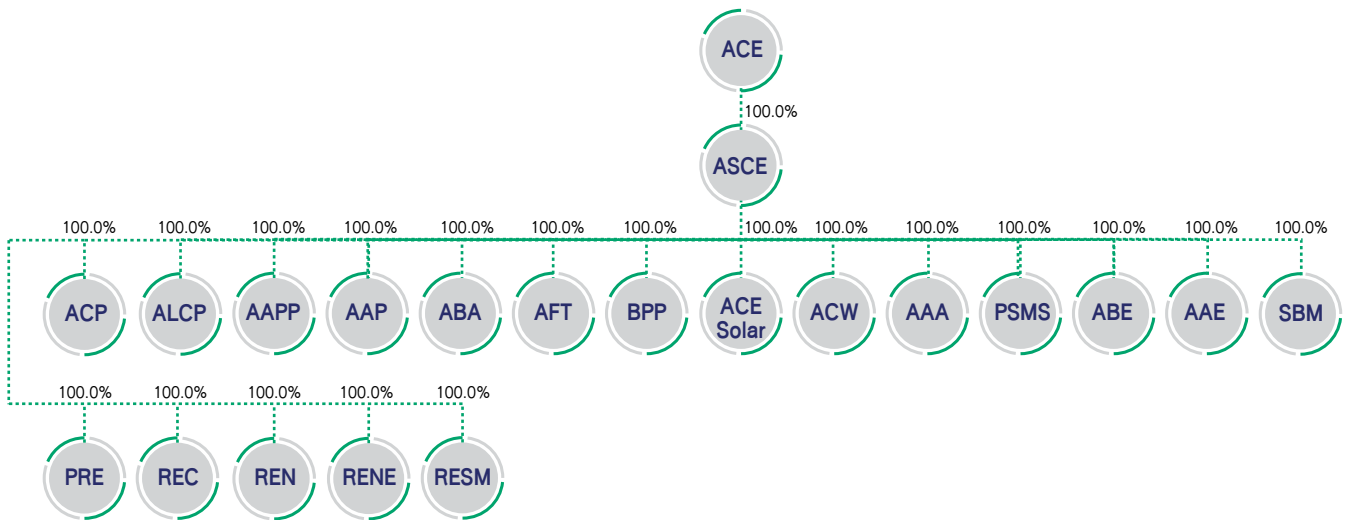 ACE
100.0%
ASCE
100.0% 100.0% 100.0% 100.0% 100.0% 100.0% 100.0% 100.0% 100.0% 100.0% 100.0% 100.0% 100.0% 100.0%
ACP ALCP AAPP AAP ABA AFT BPP ACE Solar ACW AAA PSMS ABE AAE SBM
100.0% 100.0% 100.0% 100.0% 100.0%
PRE REC REN RENE RESM